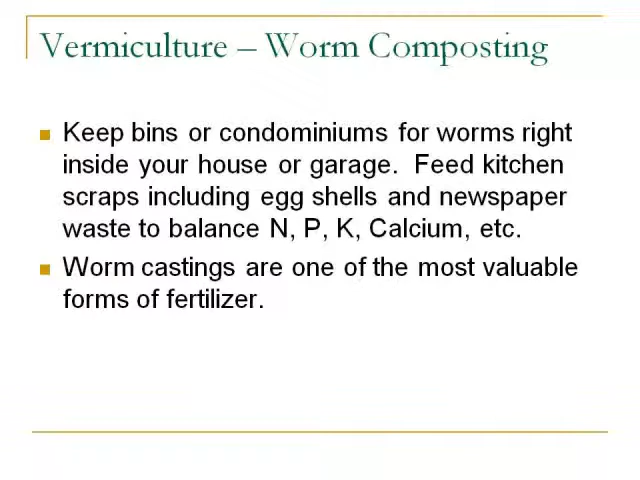 Vermiculture – Worm Composting
Keep bins or condominiums for worms right
inside your house or garage. Feed kitchen
scraps including egg shells and newspaper
waste to balance N, P, K, Calcium, etc.
Worm castings are one of the most valuable
forms of fertilizer.